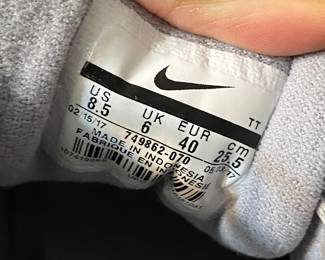 TT
US UK EUR cm
8.5 6 40 25.5
02/15/17
749862-070
MADE IN INDONESIA
FABRIQUE EN INDONESIE